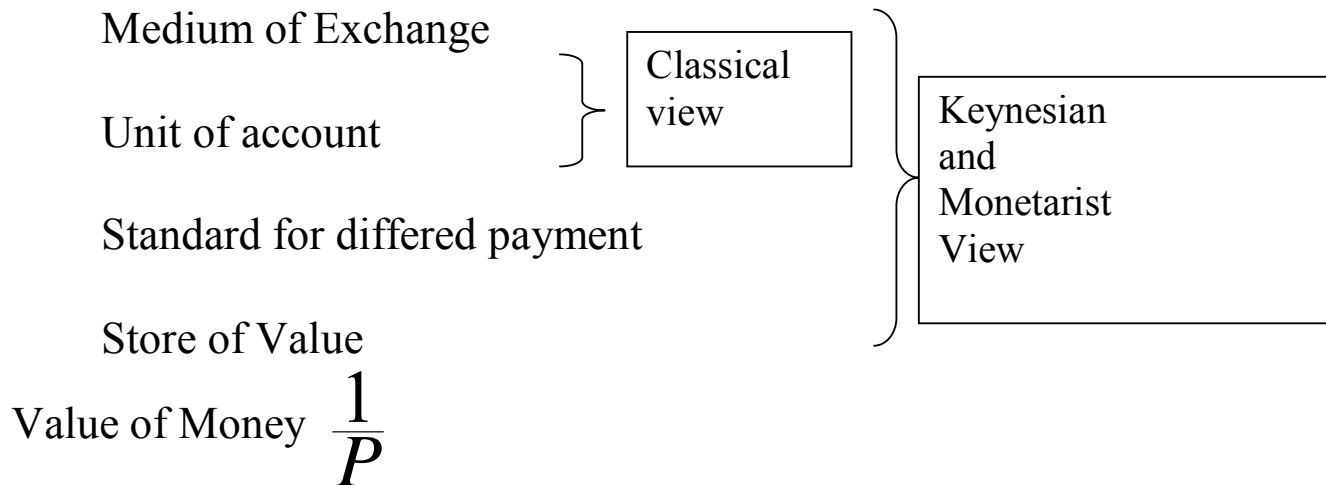 Medium of Exchange
Classical
view
Unit of account
Keynesian
and
Monetarist
View
Standard for differed payment
Store of Value
Value of Money 1/P